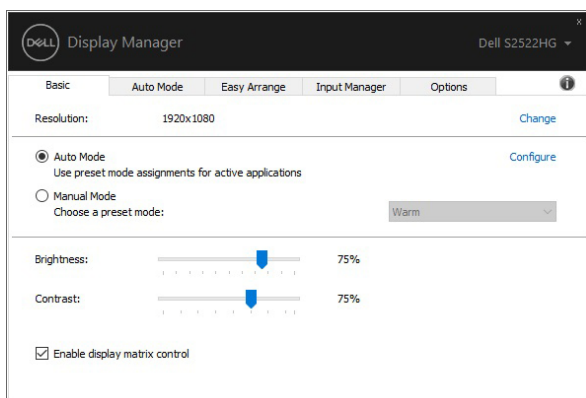 DELL Display Manager Dell S2522HG
x
Basic Auto Mode Easy Arrange Input Manager Options i
Resolution: 1920x1080 Change
Auto Mode Configure
Use preset mode assignments for active applications
Manual Mode
Choose a preset mode: Warm
Brightness: 75%
Contrast: 75%
Enable display matrix control